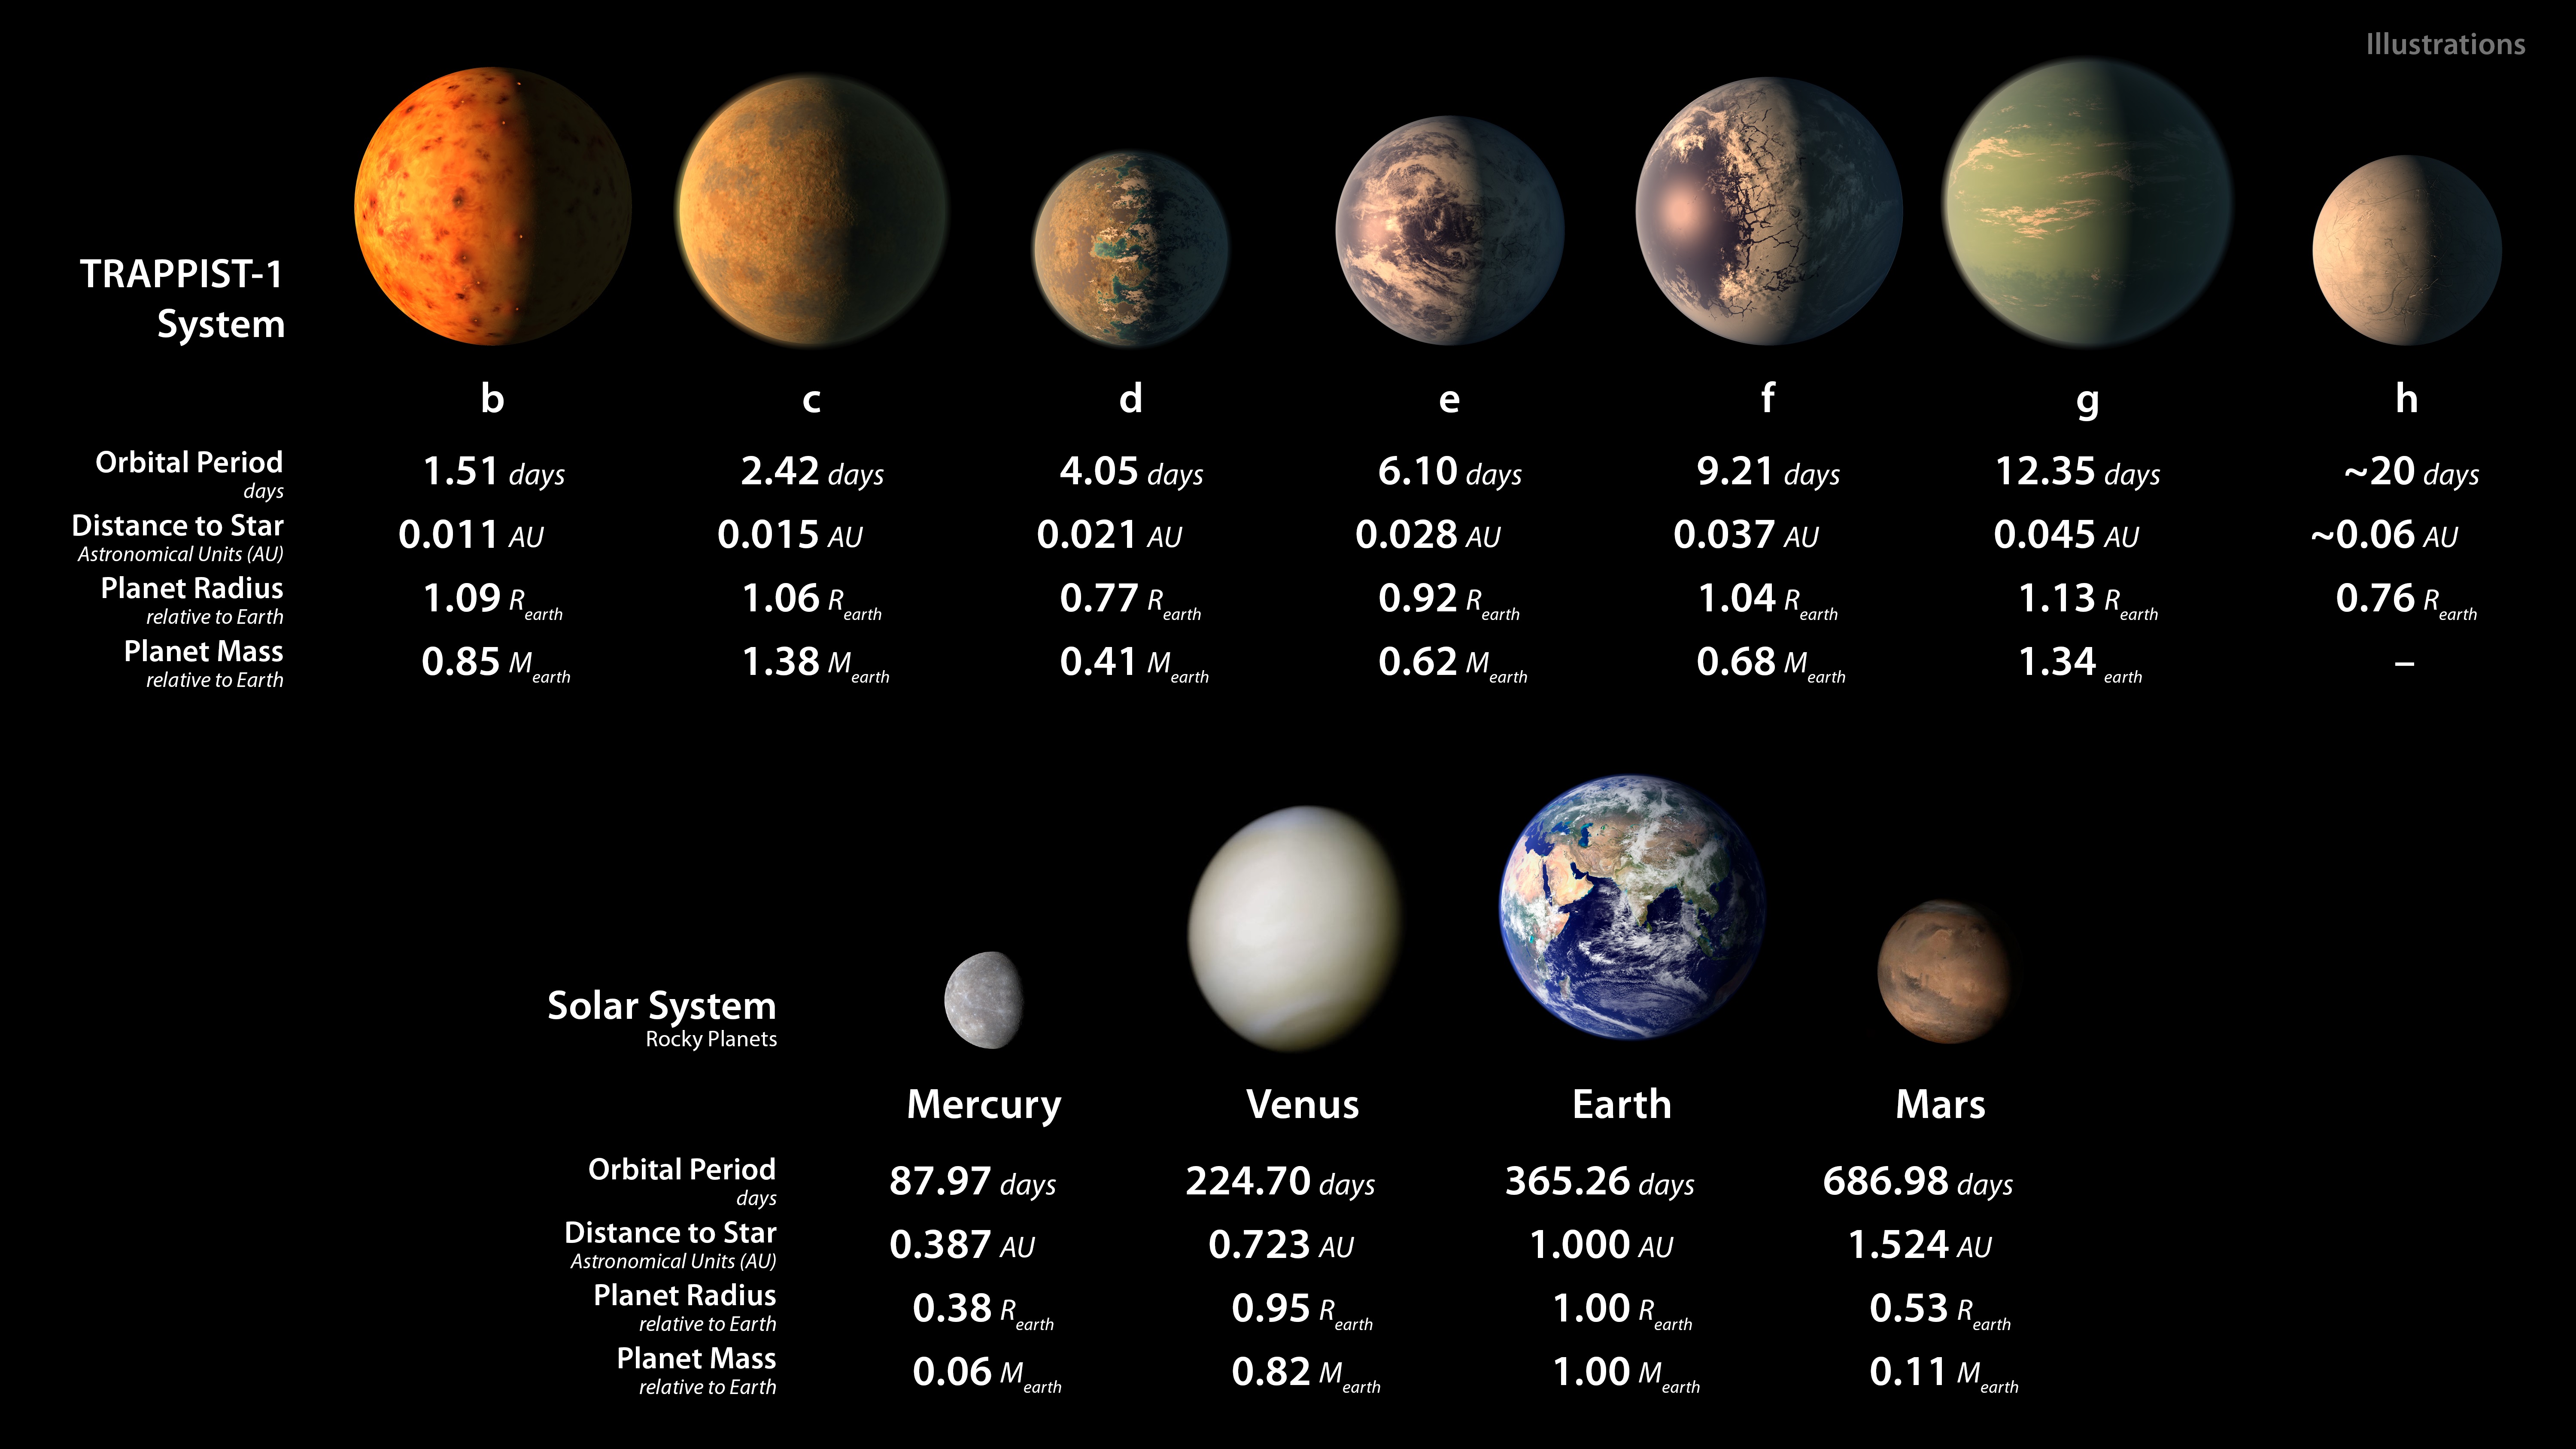 Illustrations
TRAPPIST-1
System
b c d e f g h
Orbital Period 1.51 days 2.42 days 4.05 days 6.10 days 9.21 days 12.35 days ~20 days
days
Distance to Star 0.011 AU 0.015 AU 0.021 AU 0.028 AU 0.037 AU 0.045 AU ~0.06 AU
Astronomical Units (AU)
Planet Radius 1.09 Rearth 1.06 Rearth 0.77 Rearth 0.92 Rearth 1.04 Rearth 1.13 Rearth 0.76 Rearth
relative to Earth
Planet Mass 0.85 Mearth 1.38 Mearth 0.41 Mearth 0.62 Mearth 0.68 Mearth 1.34 earth –
relative to Earth
Solar System
Rocky Planets
Mercury Venus Earth Mars
Orbital Period 87.97 days 224.70 days 365.26 days 686.98 days
days
Distance to Star 0.387 AU 0.723 AU 1.000 AU 1.524 AU
Astronomical Units (AU)
Planet Radius 0.38 Rearth 0.95 Rearth 1.00 Rearth 0.53 Rearth
relative to Earth
Planet Mass 0.06 Mearth 0.82 Mearth 1.00 Mearth 0.11 Mearth
relative to Earth